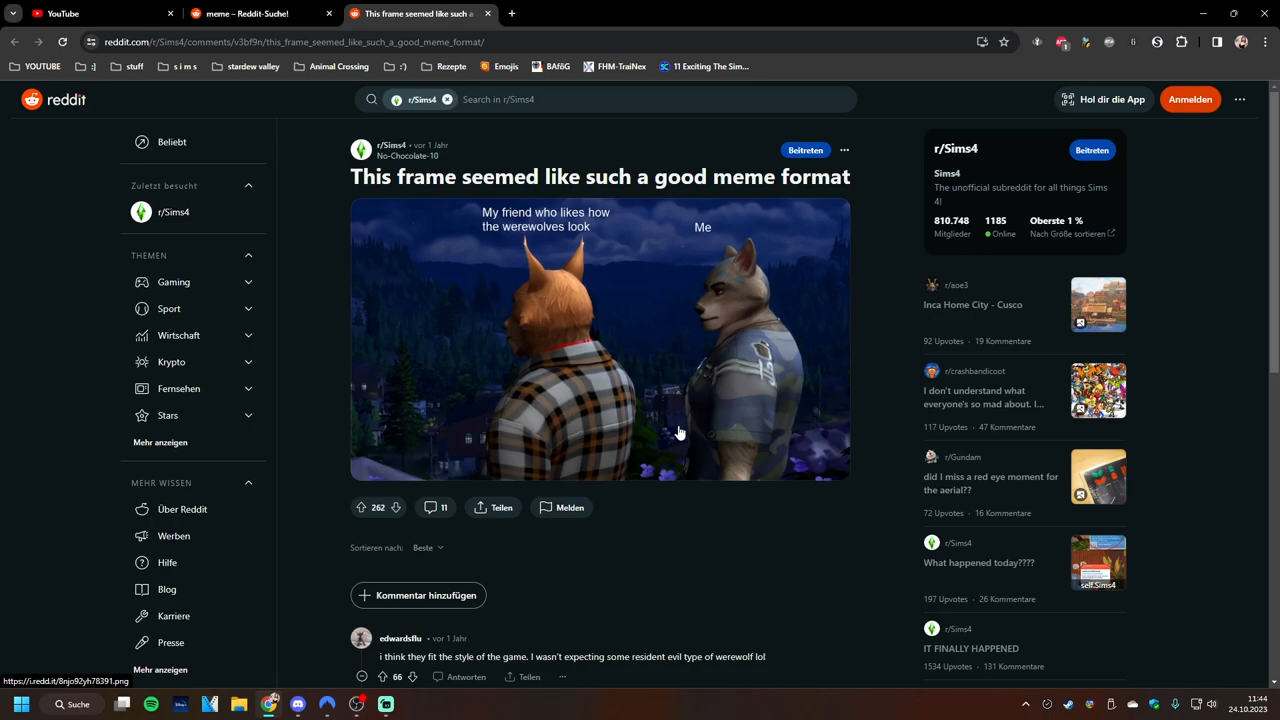 YouTube
meme – Reddit-Suche!
This frame seemed like such a
reddit.com/r/Sims4/comments/v3bf9n/this_frame_seemed_like_such_a_good_meme_format/
YOUTUBE
:)
stuff
s i m s
stardew valley
Animal Crossing
:')
Rezepte
Emojis
BAföG
FHM-TraiNex
11 Exciting The Sim...
reddit
r/Sims4
Search in r/Sims4
Hol dir die App
Anmelden
Beliebt
Zuletzt besucht
r/Sims4
THEMEN
Gaming
Sport
Wirtschaft
Krypto
Fernsehen
Stars
Mehr anzeigen
MEHR WISSEN
Über Reddit
Werben
Hilfe
Blog
Karriere
Presse
Mehr anzeigen
r/Sims4 • vor 1 Jahr
No-Chocolate-10
Beitreten
This frame seemed like such a good meme format
My friend who likes how
the werewolves look
Me
262
11
Teilen
Melden
Sortieren nach:
Beste
Kommentar hinzufügen
edwardsflu • vor 1 Jahr
i think they fit the style of the game. I wasn't expecting some resident evil type of werewolf lol
66
Antworten
Teilen
r/Sims4
Beitreten
Sims4
The unofficial subreddit for all things Sims
4!
810.748
1185
Oberste 1 %
Mitglieder
Online
Nach Größe sortieren
r/aoe3
Inca Home City - Cusco
92 Upvotes · 19 Kommentare
r/crashbandicoot
I don't understand what
everyone's so mad about. I...
117 Upvotes · 47 Kommentare
r/Gundam
did I miss a red eye moment for
the aerial??
72 Upvotes · 16 Kommentare
r/Sims4
What happened today????
self.Sims4
197 Upvotes · 26 Kommentare
r/Sims4
IT FINALLY HAPPENED
1534 Upvotes · 131 Kommentare
https://i.redd.it/8njo92yh78391.png
Suche
11:44
24.10.2023